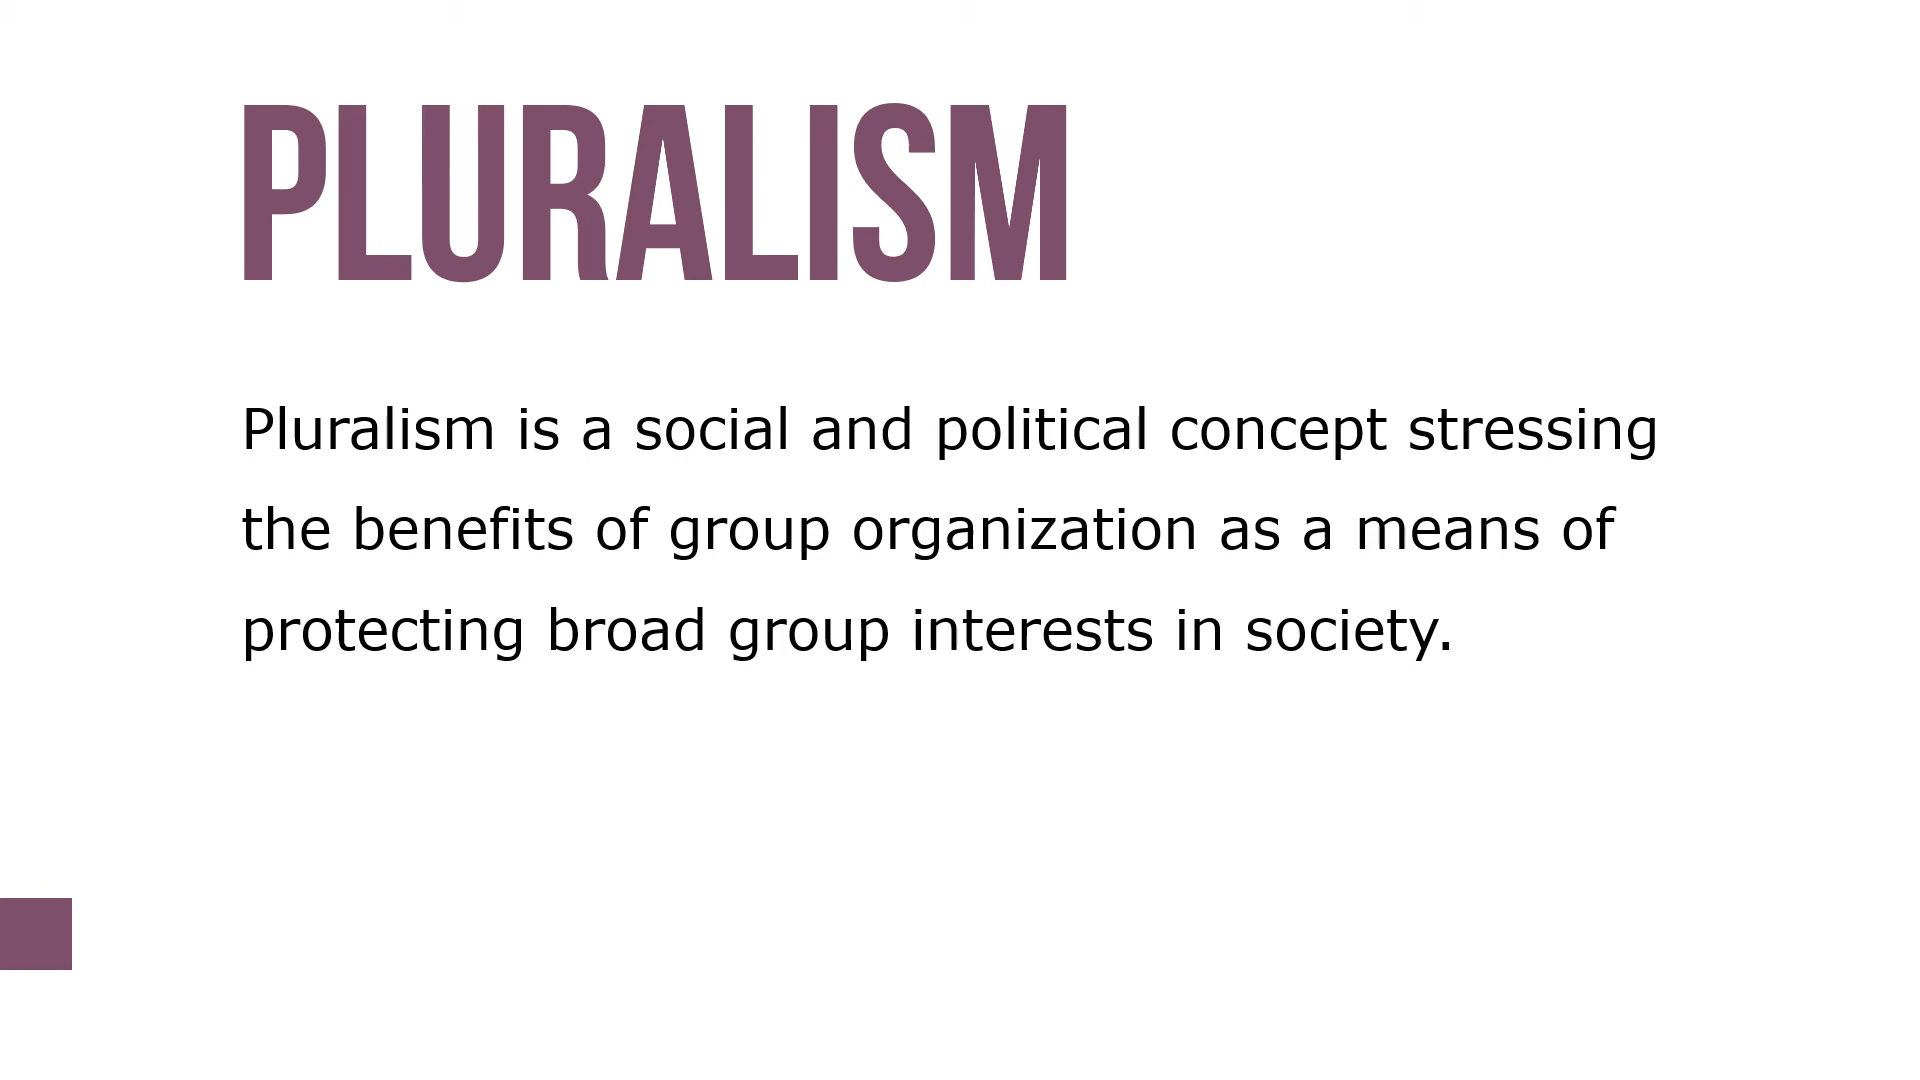 PLURALISM
Pluralism is a social and political concept stressing
the benefits of group organization as a means of
protecting broad group interests in society.